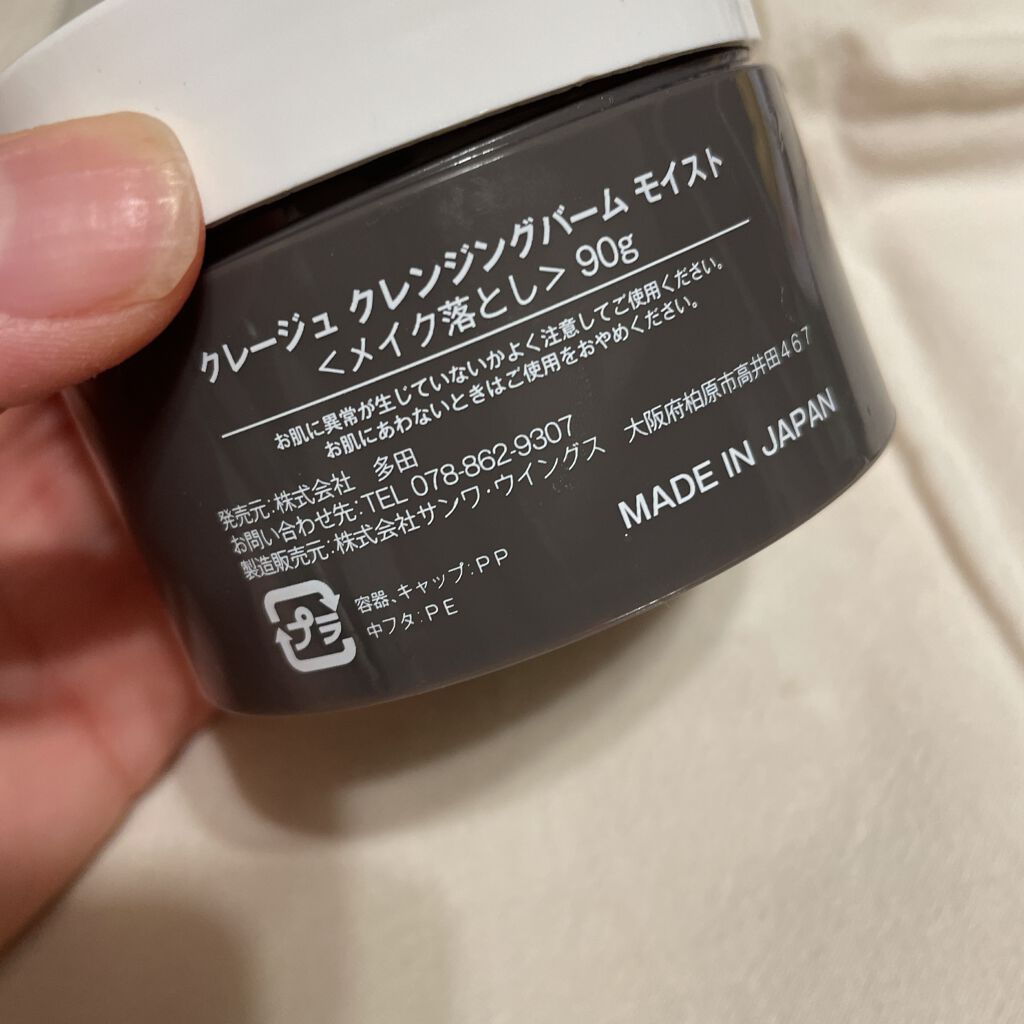 クレージュ クレンジングバーム モイスト
＜メイク落とし＞ 90g
お肌に異常が生じていないかよく注意してご使用ください。
お肌にあわないときはご使用をおやめください。
発売元：株式会社 多田
お問い合わせ先：TEL 078-862-9307
製造販売元：株式会社サンワ・ウイングス 大阪府柏原市高井田467
MADE IN JAPAN
プラ
容器、キャップ：PP
中フタ：PE